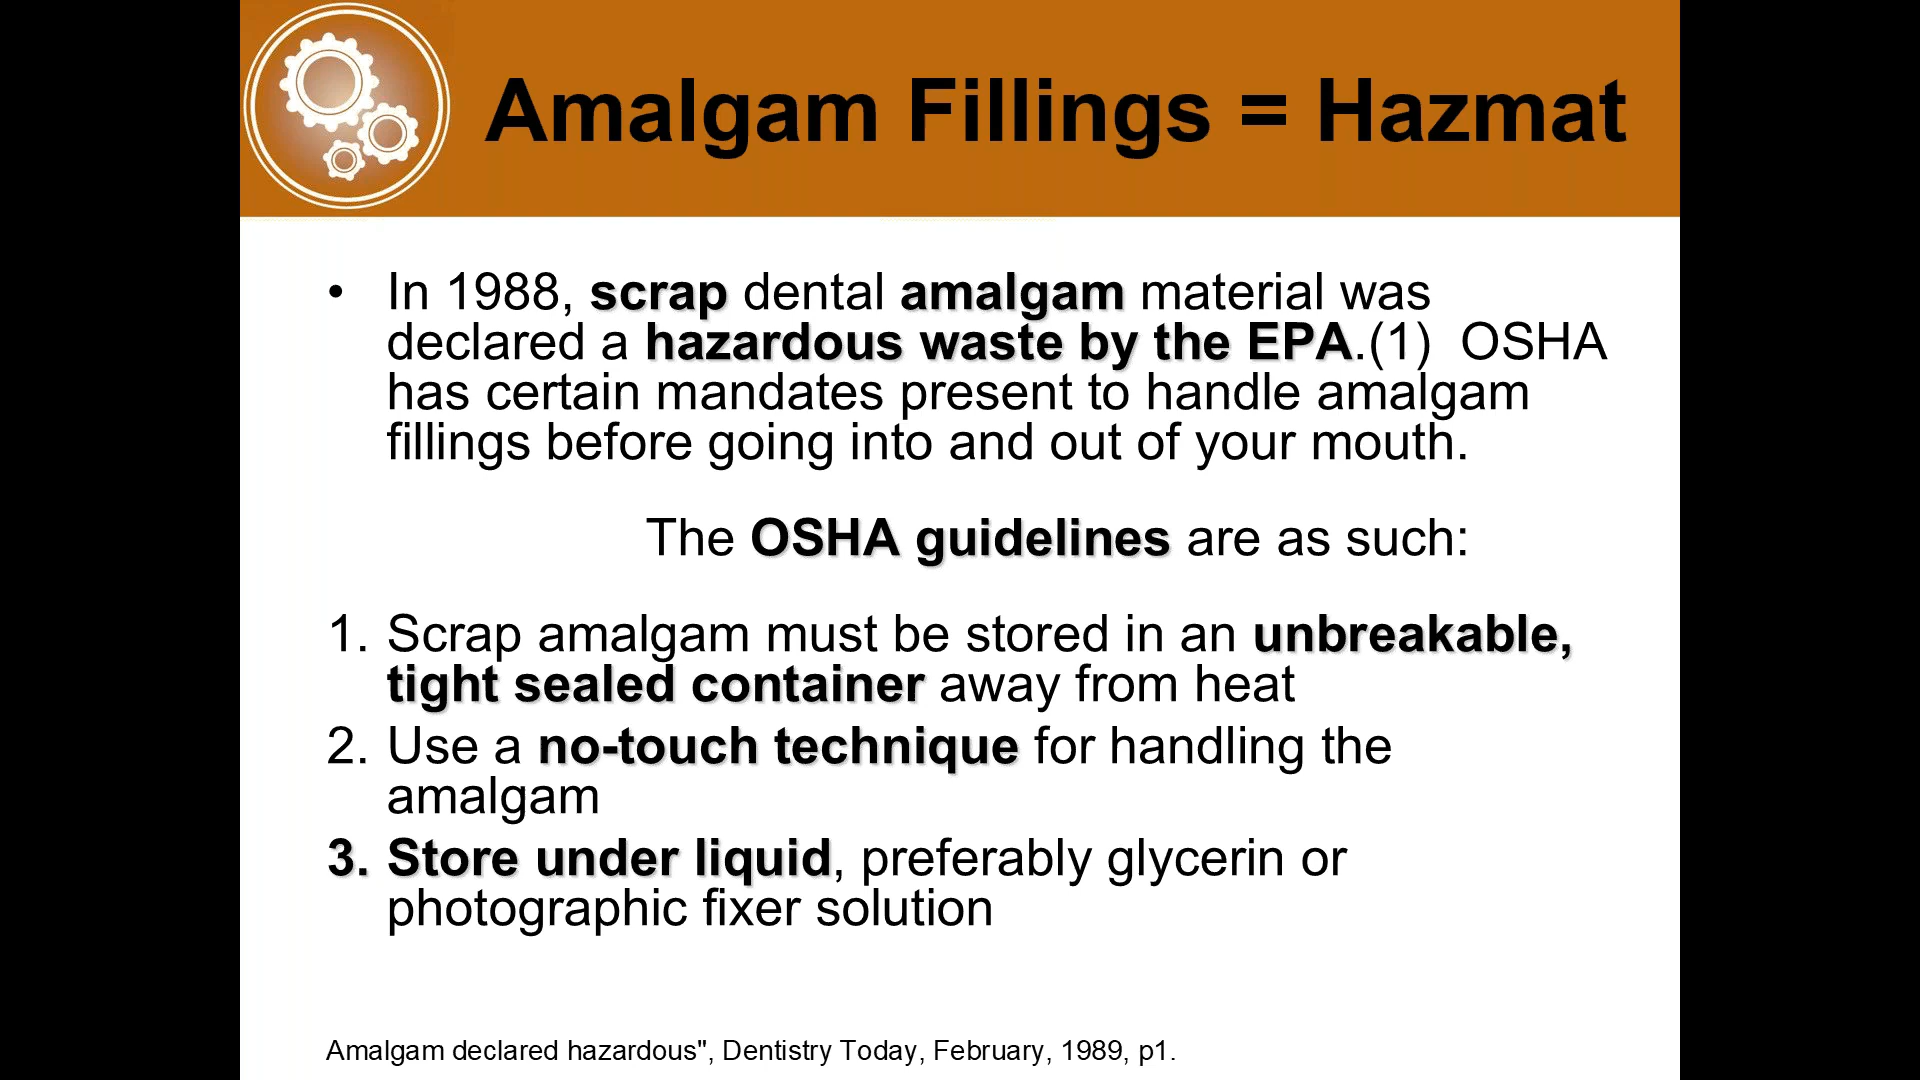 Amalgam Fillings = Hazmat
• In 1988, scrap dental amalgam material was
declared a hazardous waste by the EPA.(1)  OSHA
has certain mandates present to handle amalgam
fillings before going into and out of your mouth.
The OSHA guidelines are as such:
1. Scrap amalgam must be stored in an unbreakable,
tight sealed container away from heat
2. Use a no-touch technique for handling the
amalgam
3. Store under liquid, preferably glycerin or
photographic fixer solution
Amalgam declared hazardous", Dentistry Today, February, 1989, p1.